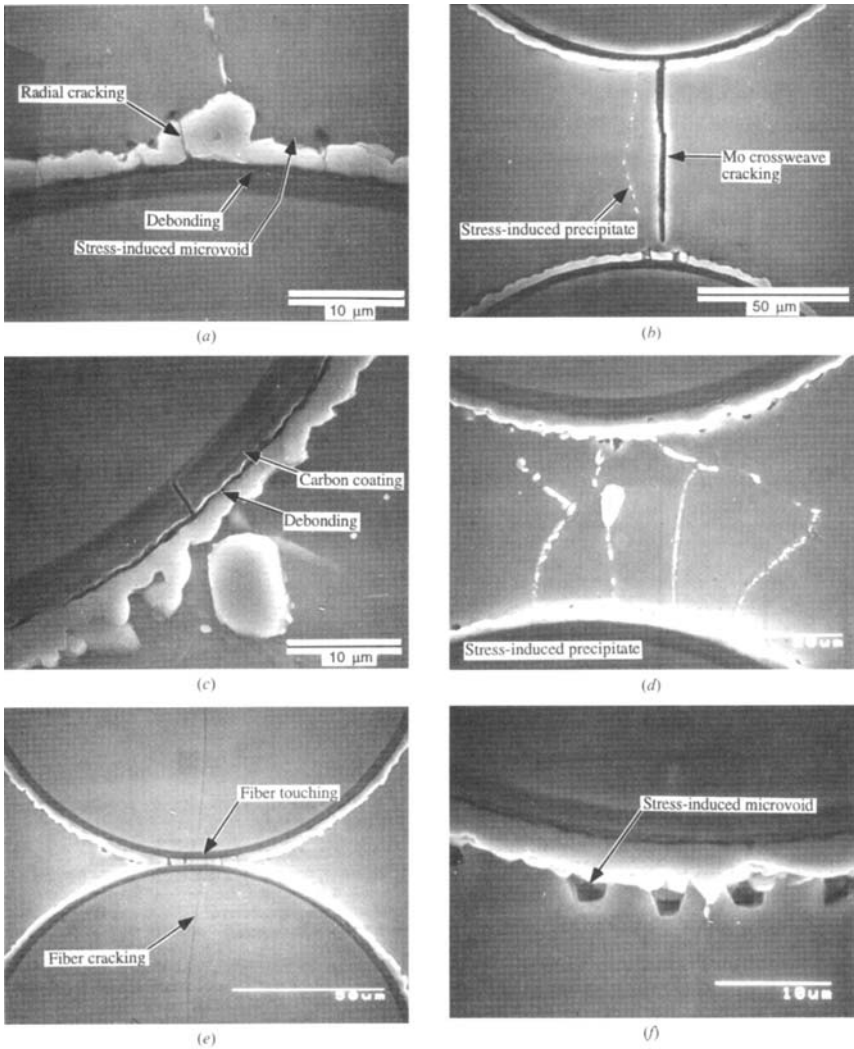 Radial cracking
Debonding
Stress-induced microvoid
10 μm
(a)
Mo crossweave
cracking
Stress-induced precipitate
50 μm
(b)
Carbon coating
Debonding
10 μm
(c)
Stress-induced precipitate
(d)
Fiber touching
Fiber cracking
(e)
Stress-induced microvoid
10um
(f)